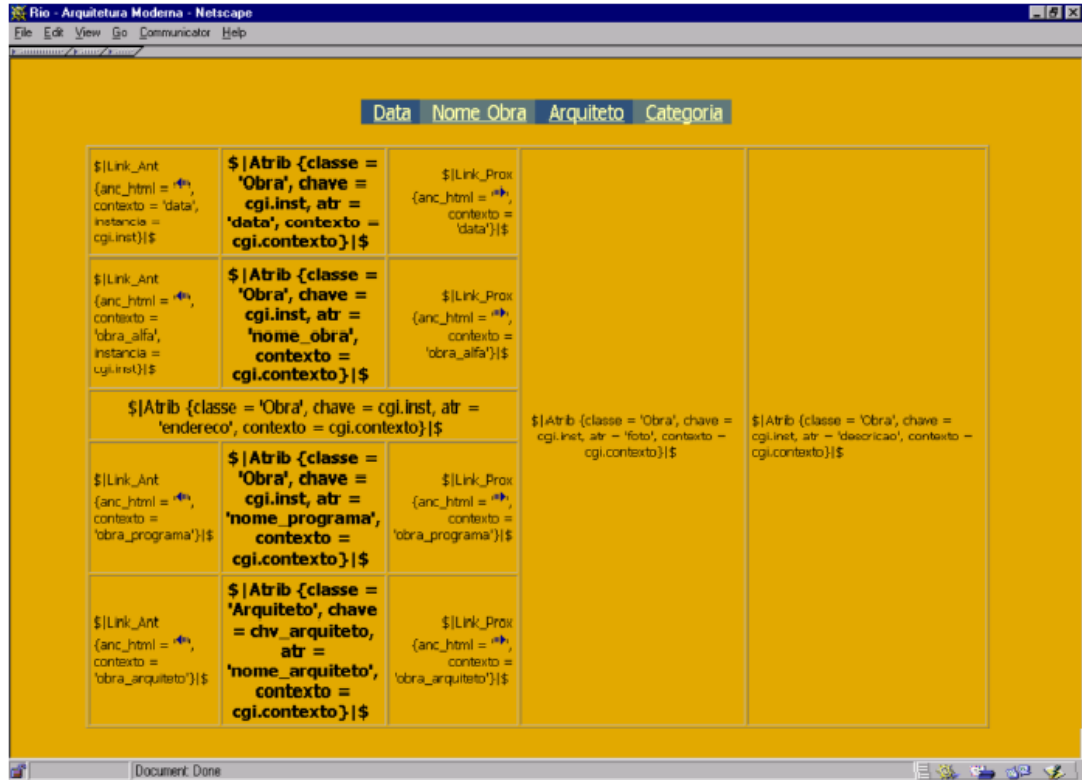 Rio - Arquitetura Moderna - Netscape
File Edit View Go Communicator Help
Data Nome Obra Arquiteto Categoria
$|Link_Ant
{anc_html = '',
contexto = 'data',
instancia =
cgi.inst}|$
$|Atrib {classe =
'Obra', chave =
cgi.inst, atr =
'data', contexto =
cgi.contexto}|$
$|Link_Prox
{anc_html = '',
contexto =
'data'}|$
$|Link_Ant
{anc_html = '',
contexto =
'obra_alfa',
instancia =
cgi.inst}|$
$|Atrib {classe =
'Obra', chave =
cgi.inst, atr =
'nome_obra',
contexto =
cgi.contexto}|$
$|Link_Prox
{anc_html = '',
contexto =
'obra_alfa'}|$
$|Atrib {classe = 'Obra', chave = cgi.inst, atr =
'endereco', contexto = cgi.contexto}|$
$|Link_Ant
{anc_html = '',
contexto =
'obra_programa'}|$
$|Atrib {classe =
'Obra', chave =
cgi.inst, atr =
'nome_programa',
contexto =
cgi.contexto}|$
$|Link_Prox
{anc_html = '',
contexto =
'obra_programa'}|$
$|Link_Ant
{anc_html = '',
contexto =
'obra_arquiteto'}|$
$|Atrib {classe =
'Arquiteto', chave
= chv_arquiteto,
atr =
'nome_arquiteto',
contexto =
cgi.contexto}|$
$|Link_Prox
{anc_html = '',
contexto =
'obra_arquiteto'}|$
$|Atrib {classe = 'Obra', chave =
cgi.inst, atr = 'foto', contexto =
cgi.contexto}|$
$|Atrib {classe = 'Obra', chave =
cgi.inst, atr = 'descricao', contexto =
cgi.contexto}|$
Document: Done